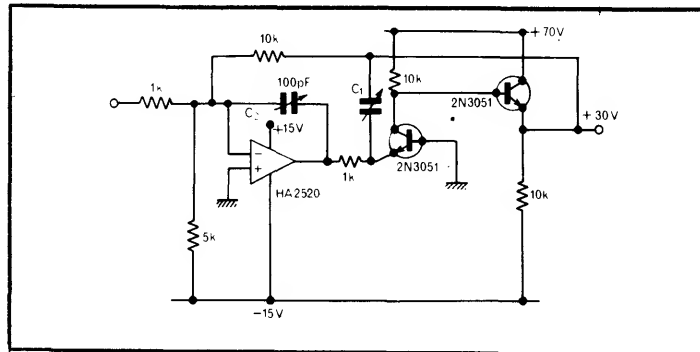 +70V
10k
100pF
C₁
10k
2N3051
1k
C₂
+15V
+30V
−
+
HA2520
1k
2N3051
10k
5k
−15V